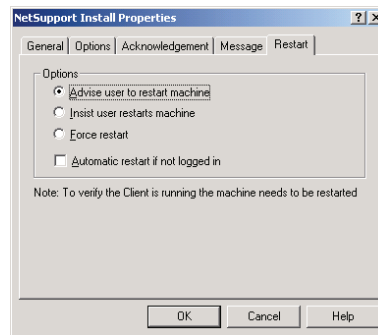 NetSupport Install Properties
General Options Acknowledgement Message Restart
Options
Advise user to restart machine
Insist user restarts machine
Force restart
Automatic restart if not logged in
Note: To verify the Client is running the machine needs to be restarted
OK Cancel Help